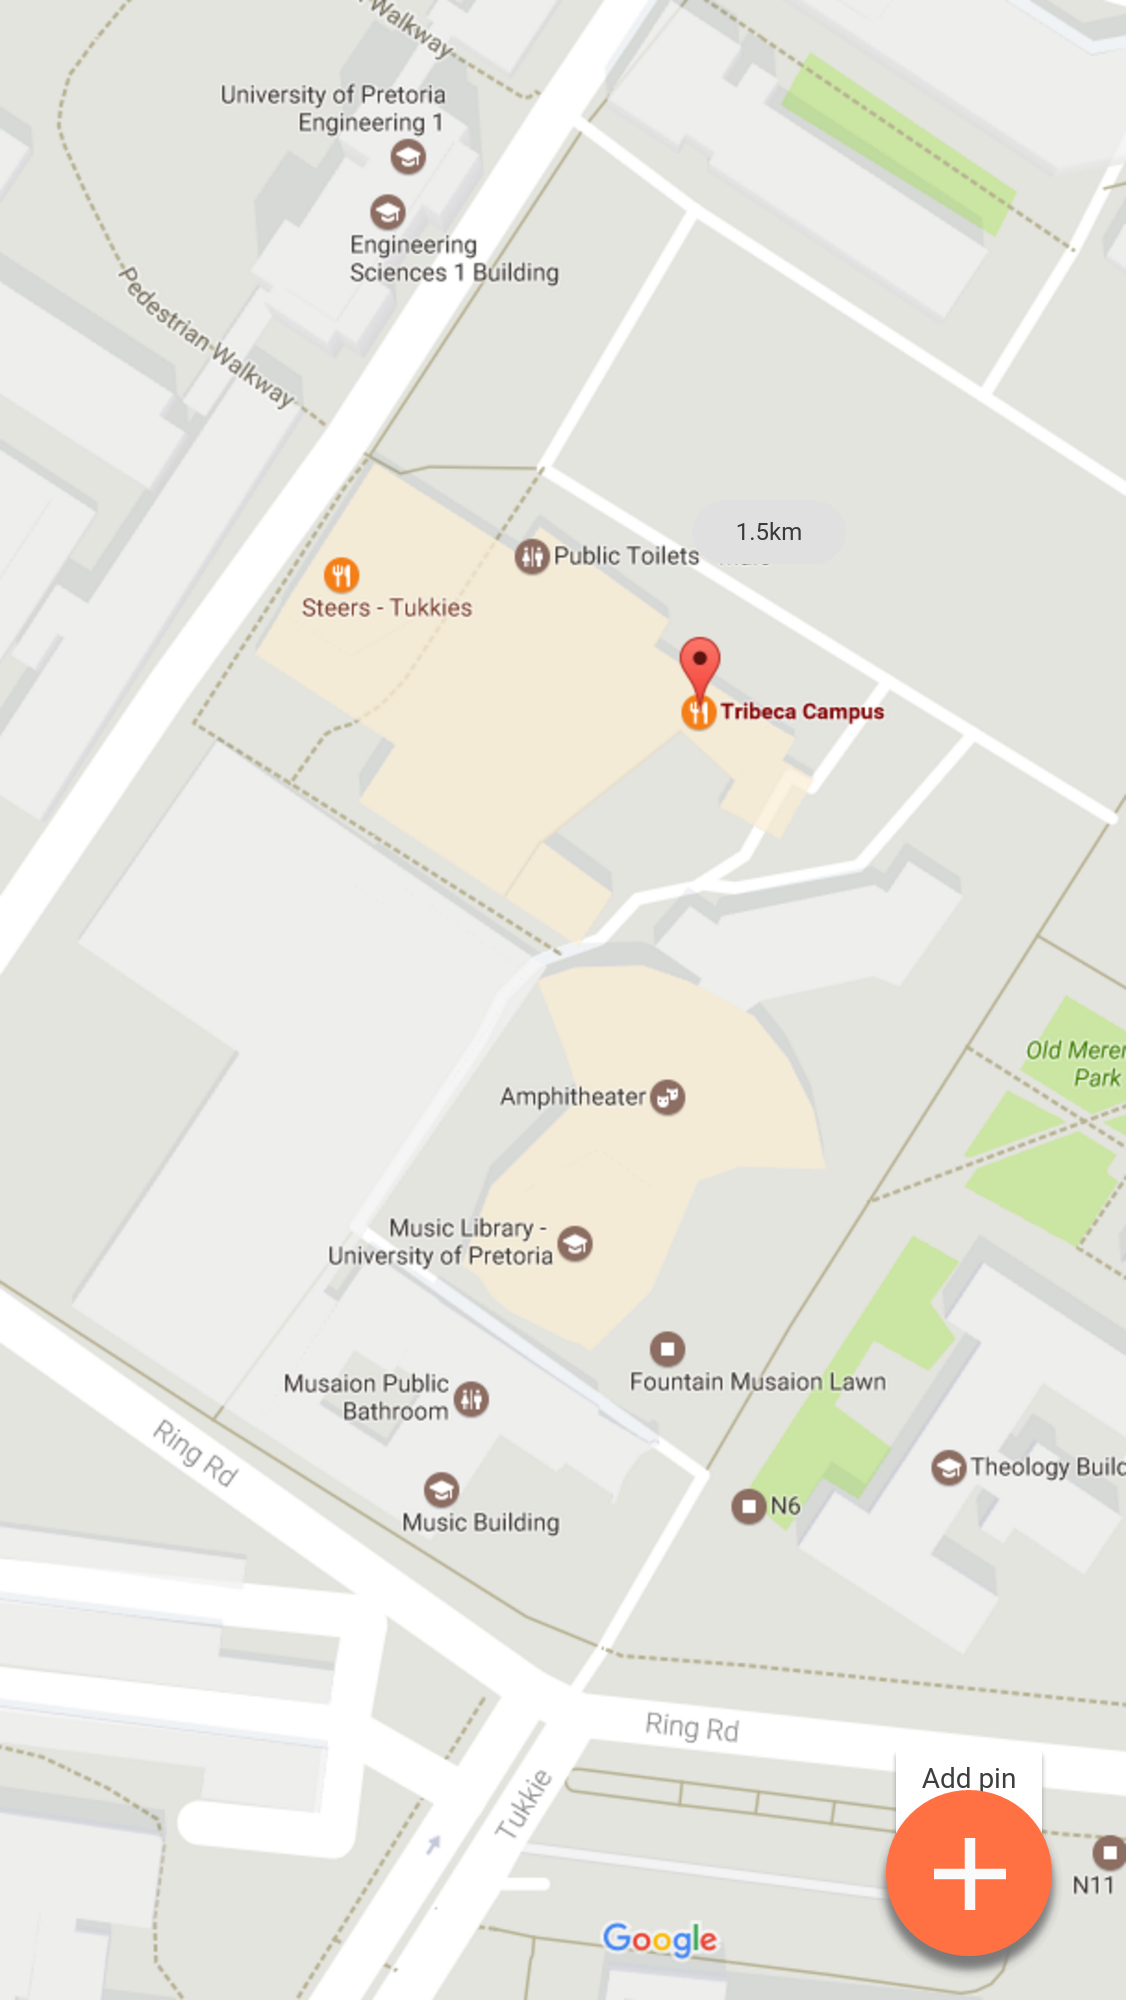 Walkway
University of Pretoria
Engineering 1
Engineering
Sciences 1 Building
Pedestrian Walkway
1.5km
Public Toilets
Steers - Tukkies
Tribeca Campus
Old Merer
Park
Amphitheater
Music Library -
University of Pretoria
Fountain Musaion Lawn
Musaion Public
Bathroom
Ring Rd
Theology Build
N6
Music Building
Ring Rd
Add pin
Tukkie
N11
Google